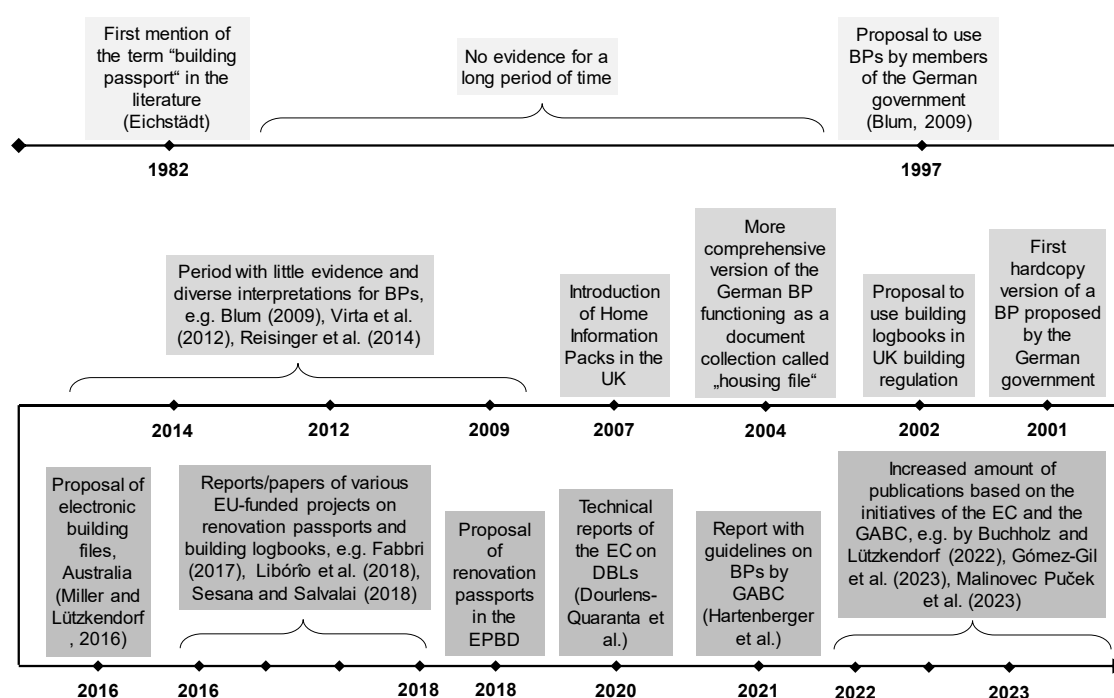 First mention of
the term “building
passport“ in the
literature
(Eichstädt)
No evidence for a
long period of time
Proposal to use
BPs by members
of the German
government
(Blum, 2009)
1982
1997
Period with little evidence and
diverse interpretations for BPs,
e.g. Blum (2009), Virta et al.
(2012), Reisinger et al. (2014)
Introduction
of Home
Information
Packs in the
UK
More
comprehensive
version of the
German BP
functioning as a
document
collection called
„housing file“
Proposal to
use building
logbooks in
UK building
regulation
First
hardcopy
version of a
BP proposed
by the
German
government
2014
2012
2009
2007
2004
2002
2001
Proposal of
electronic
building
files,
Australia
(Miller and
Lützkendorf
, 2016)
Reports/papers of various
EU-funded projects on
renovation passports and
building logbooks, e.g. Fabbri
(2017), Libórîo et al. (2018),
Sesana and Salvalai (2018)
Proposal
of
renovation
passports
in the
EPBD
Technical
reports of
the EC on
DBLs
(Dourlens-
Quaranta et
al.)
Report with
guidelines on
BPs by
GABC
(Hartenberger
et al.)
Increased amount of
publications based on the
initiatives of the EC and the
GABC, e.g. by Buchholz and
Lützkendorf (2022), Gómez-Gil
et al. (2023), Malinovec Puček
et al. (2023)
2016
2016
2018
2018
2020
2021
2022
2023